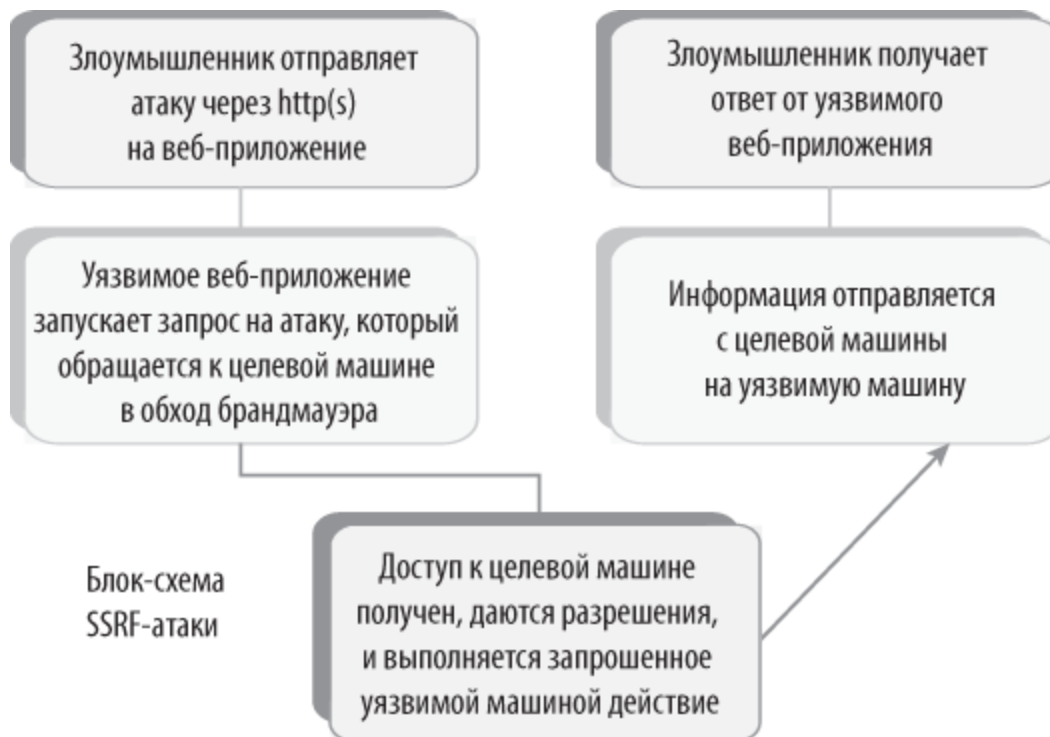 Злоумышленник отправляет
атаку через http(s)
на веб-приложение
Уязвимое веб-приложение
запускает запрос на атаку, который
обращается к целевой машине
в обход брандмауэра
Доступ к целевой машине
получен, даются разрешения,
и выполняется запрошенное
уязвимой машиной действие
Информация отправляется
с целевой машины
на уязвимую машину
Злоумышленник получает
ответ от уязвимого
веб-приложения
Блок-схема
SSRF-атаки